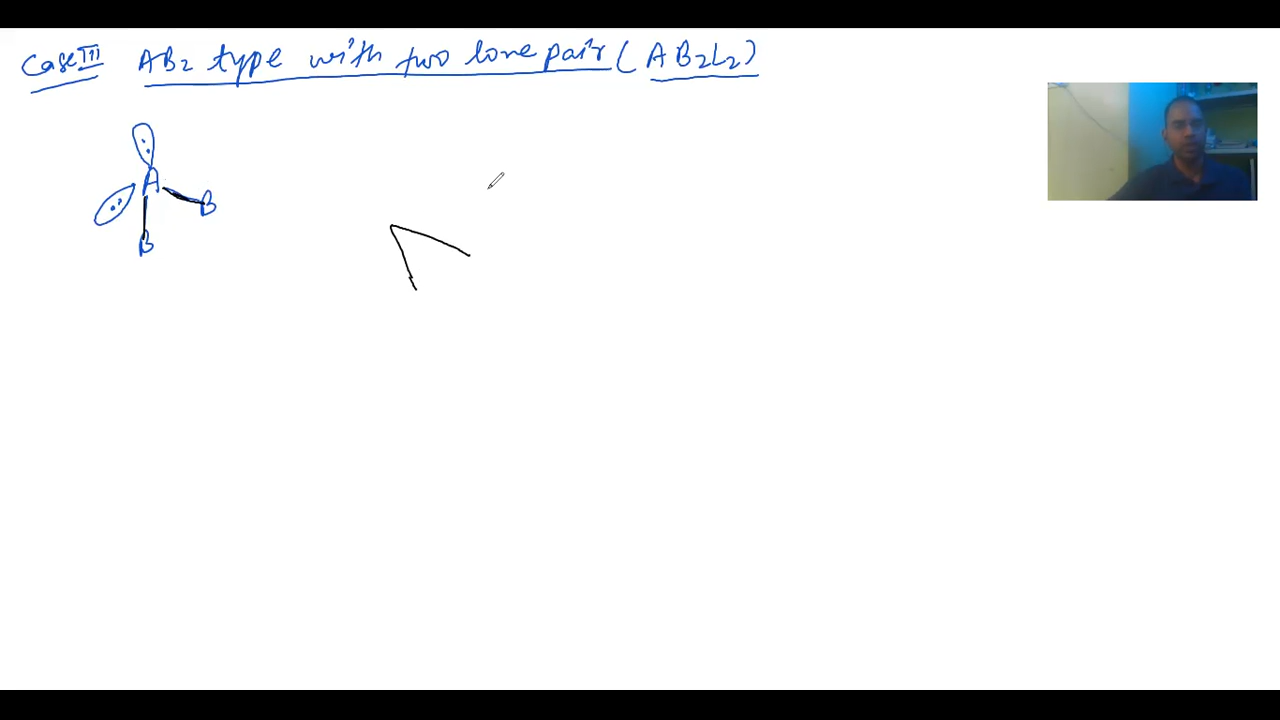 Case III AB₂ type with two lone pair (AB₂L₂)
A
B
B